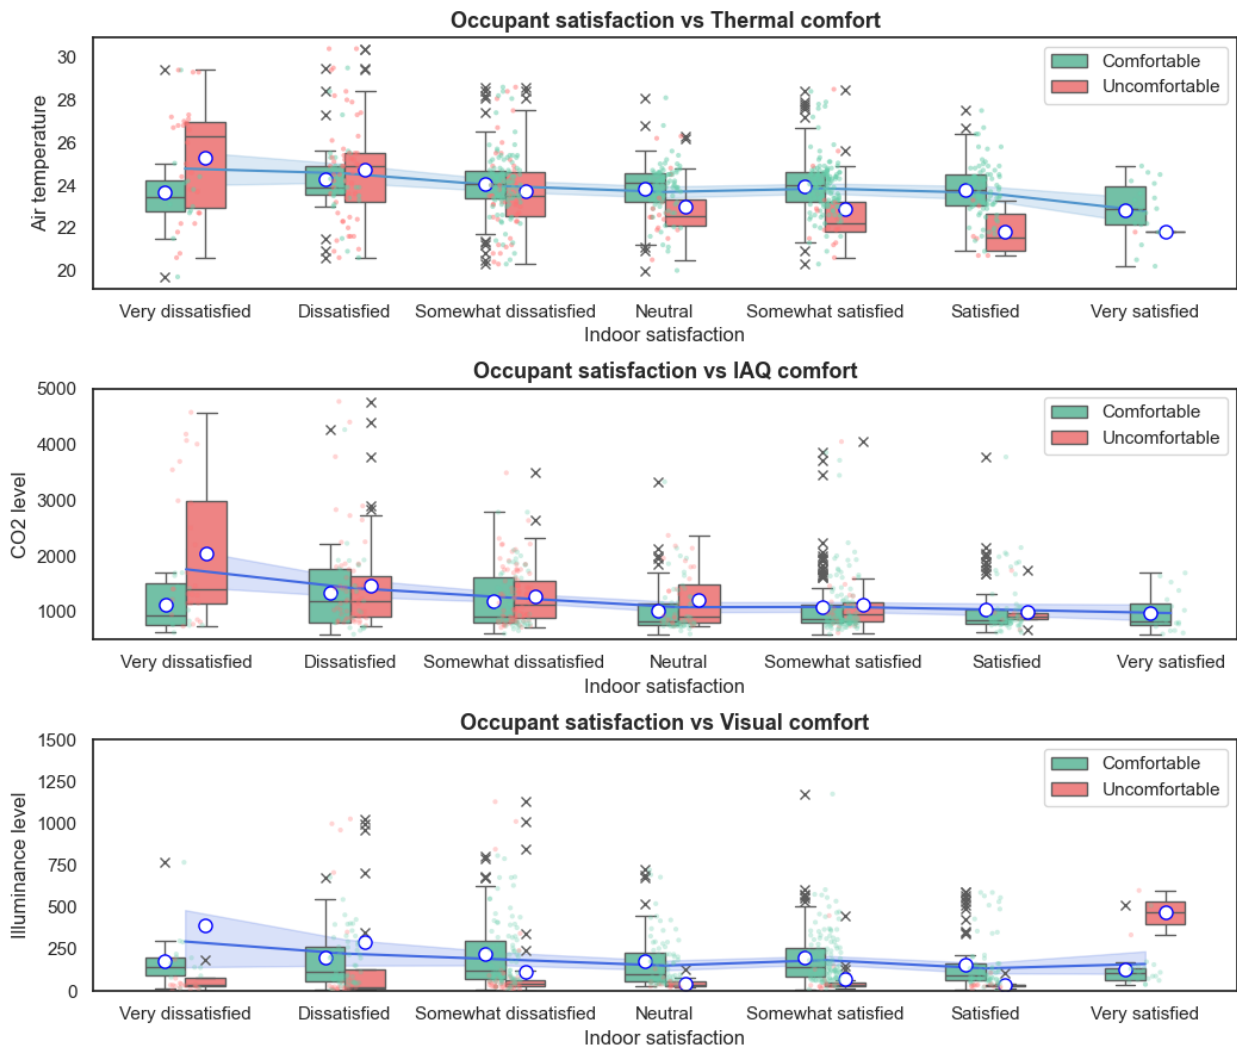 Occupant satisfaction vs Thermal comfort
Air temperature
30
28
26
24
22
20
Comfortable
Uncomfortable
Very dissatisfied Dissatisfied Somewhat dissatisfied Neutral Somewhat satisfied Satisfied Very satisfied
Indoor satisfaction
Occupant satisfaction vs IAQ comfort
CO2 level
5000
4000
3000
2000
1000
Comfortable
Uncomfortable
Very dissatisfied Dissatisfied Somewhat dissatisfied Neutral Somewhat satisfied Satisfied Very satisfied
Indoor satisfaction
Occupant satisfaction vs Visual comfort
Illuminance level
1500
1250
1000
750
500
250
0
Comfortable
Uncomfortable
Very dissatisfied Dissatisfied Somewhat dissatisfied Neutral Somewhat satisfied Satisfied Very satisfied
Indoor satisfaction